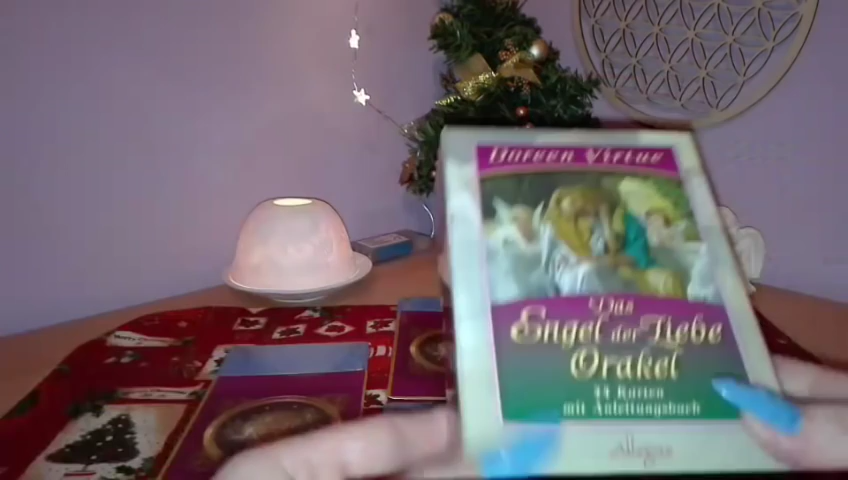 Doreen Virtue
Das
Engel der Liebe
Orakel
44 Karten
mit Anleitungsbuch
Allegria